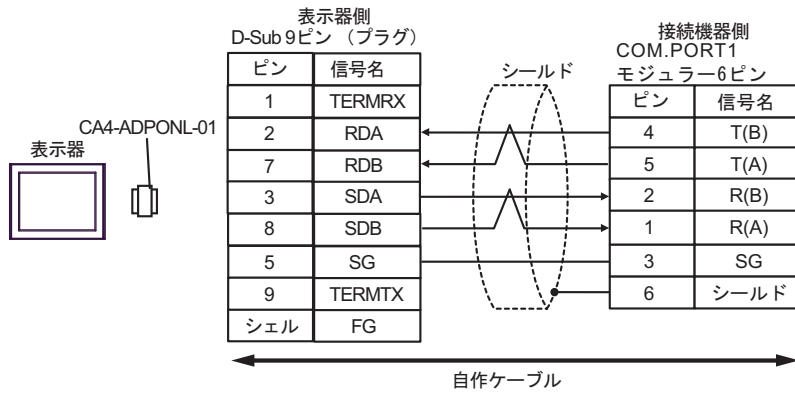 表示器側
D-Sub 9ピン （プラグ）
接続機器側
COM.PORT1
モジュラー6ピン
シールド
CA4-ADPONL-01
表示器
ピン 信号名
1 TERMRX
2 RDA
7 RDB
3 SDA
8 SDB
5 SG
9 TERMTX
シェル FG
ピン 信号名
4 T(B)
5 T(A)
2 R(B)
1 R(A)
3 SG
6 シールド
自作ケーブル